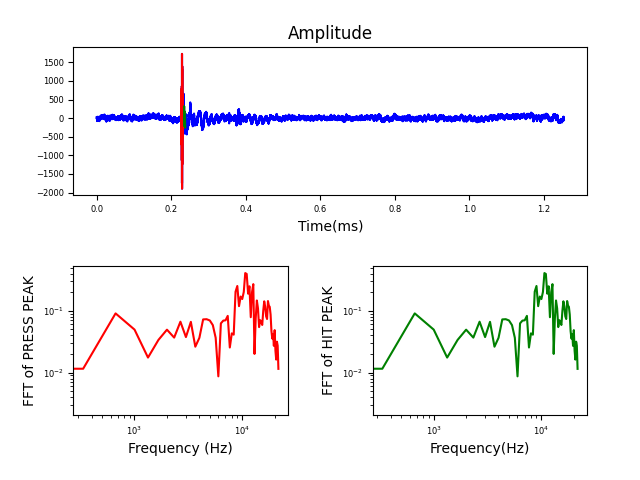 Amplitude
1500
1000
500
0
−500
−1000
−1500
−2000
0.0 0.2 0.4 0.6 0.8 1.0 1.2
Time(ms)
FFT of PRESS PEAK
10⁻¹
10⁻²
10³ 10⁴
Frequency (Hz)
FFT of HIT PEAK
10⁻¹
10⁻²
10³ 10⁴
Frequency(Hz)